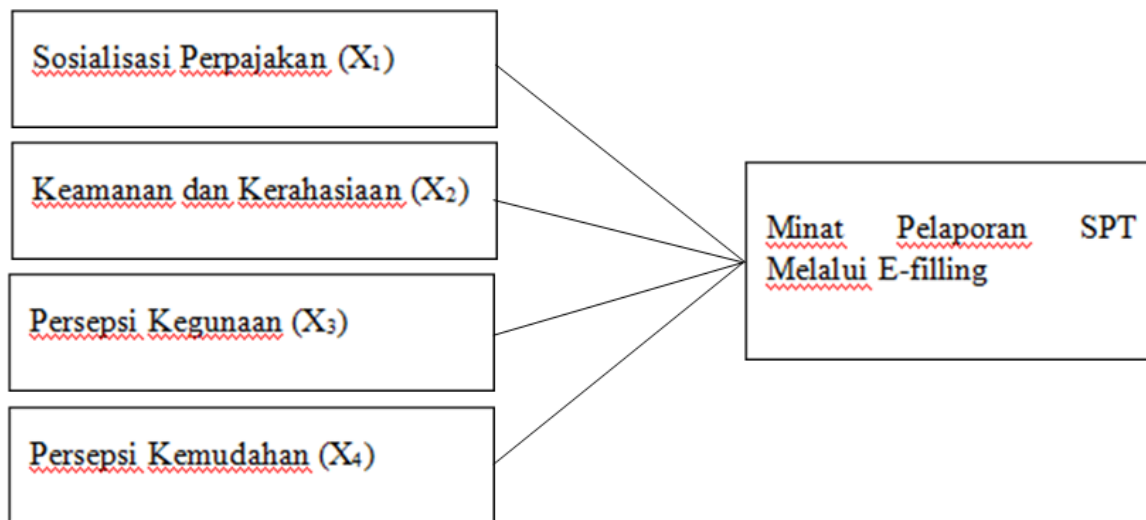 Sosialisasi Perpajakan (X₁)
Keamanan dan Kerahasiaan (X₂)
Persepsi Kegunaan (X₃)
Persepsi Kemudahan (X₄)
Minat Pelaporan SPT
Melalui E-filling